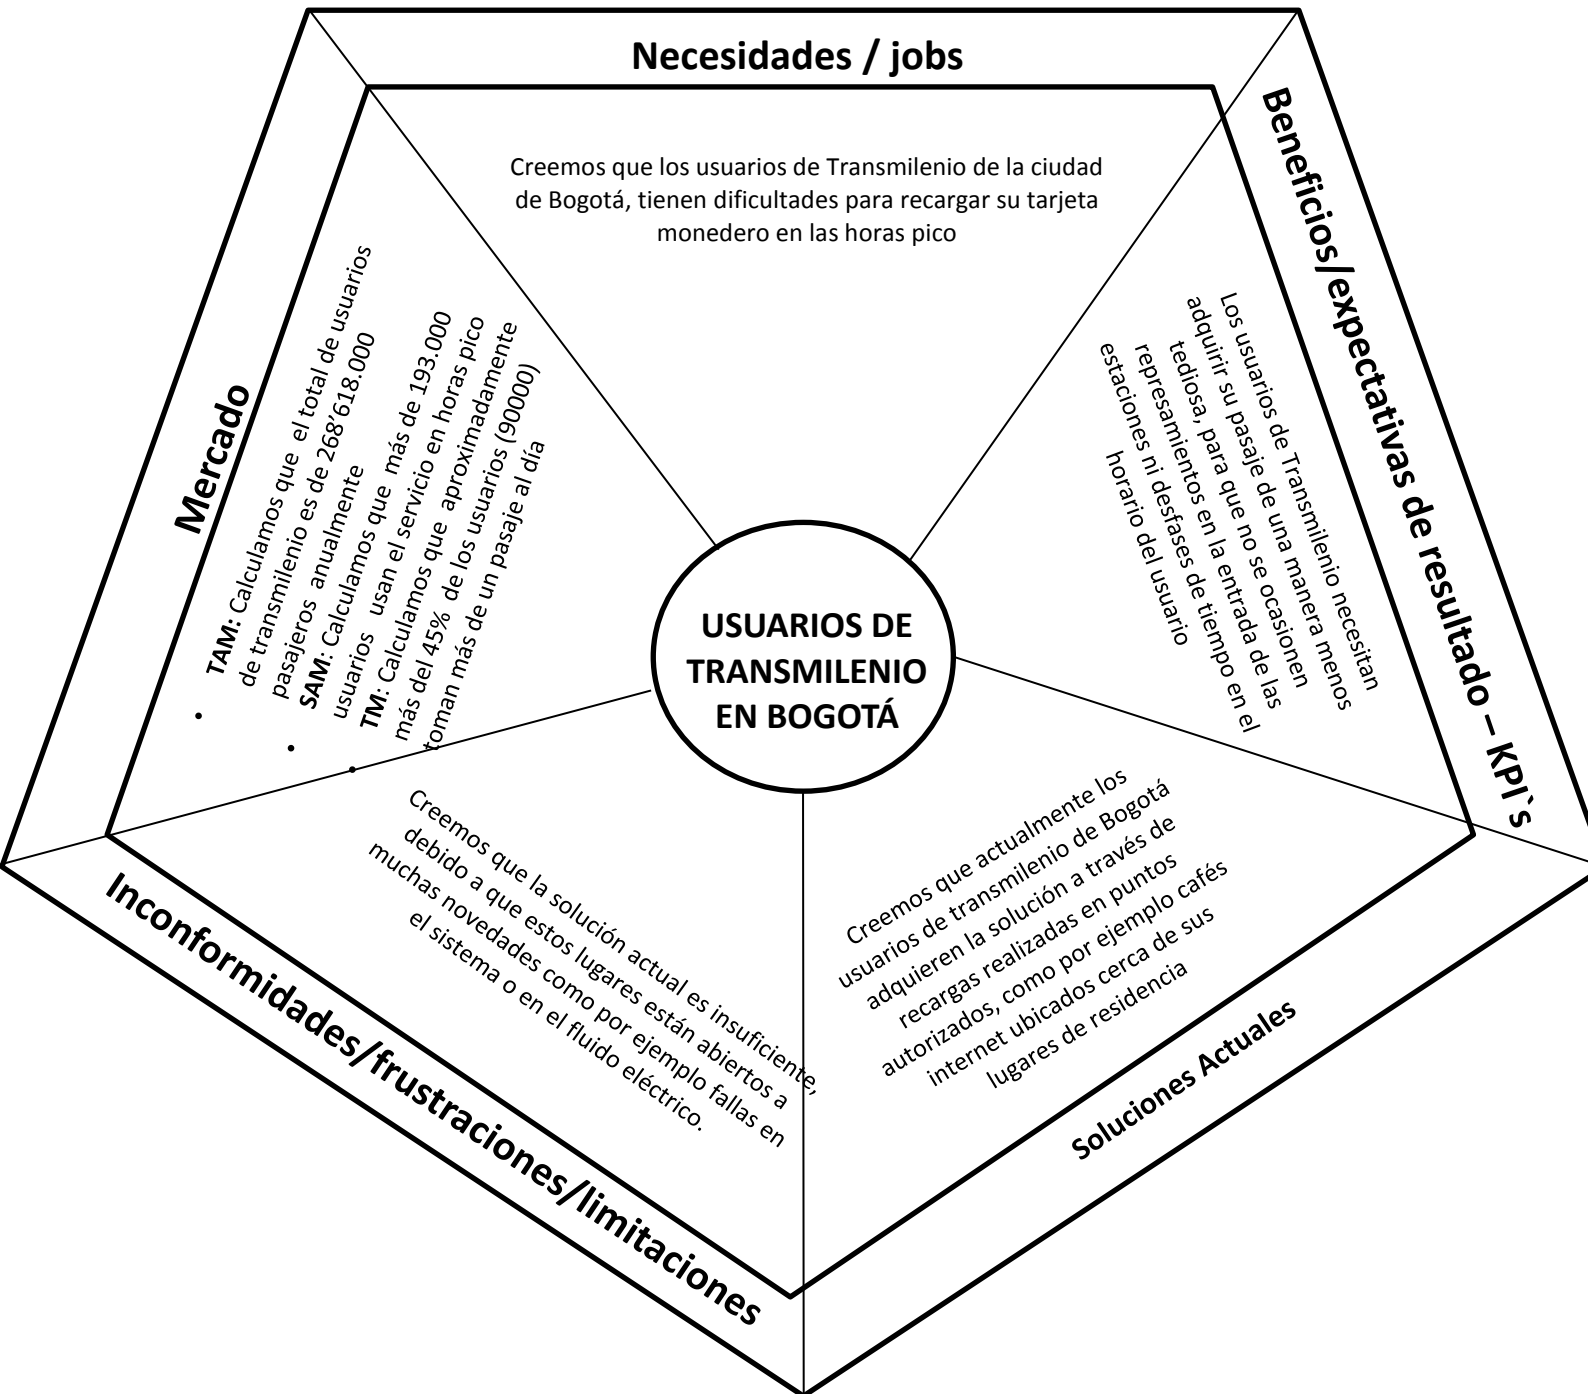 Necesidades / jobs
Creemos que los usuarios de Transmilenio de la ciudad
de Bogotá, tienen dificultades para recargar su tarjeta
monedero en las horas pico
Beneficios/expectativas de resultado – KPI`s
Los usuarios de Transmilenio necesitan
adquirir su pasaje de una manera menos
tediosa, para que no se ocasionen
represamientos en la entrada de las
estaciones ni desfases de tiempo en el
horario del usuario
Mercado
• TAM: Calculamos que el total de usuarios
de transmilenio es de 268’618.000
pasajeros anualmente
• SAM: Calculamos que más de 193.000
usuarios usan el servicio en horas pico
• TM: Calculamos que aproximadamente
más del 45% de los usuarios (90000)
toman más de un pasaje al día
USUARIOS DE
TRANSMILENIO
EN BOGOTÁ
Creemos que actualmente los
usuarios de transmilenio de Bogotá
adquieren la solución a través de
recargas realizadas en puntos
autorizados, como por ejemplo cafés
internet ubicados cerca de sus
lugares de residencia
Soluciones Actuales
Creemos que la solución actual es insuficiente,
debido a que estos lugares están abiertos a
muchas novedades como por ejemplo fallas en
el sistema o en el fluido eléctrico.
Inconformidades/frustraciones/limitaciones